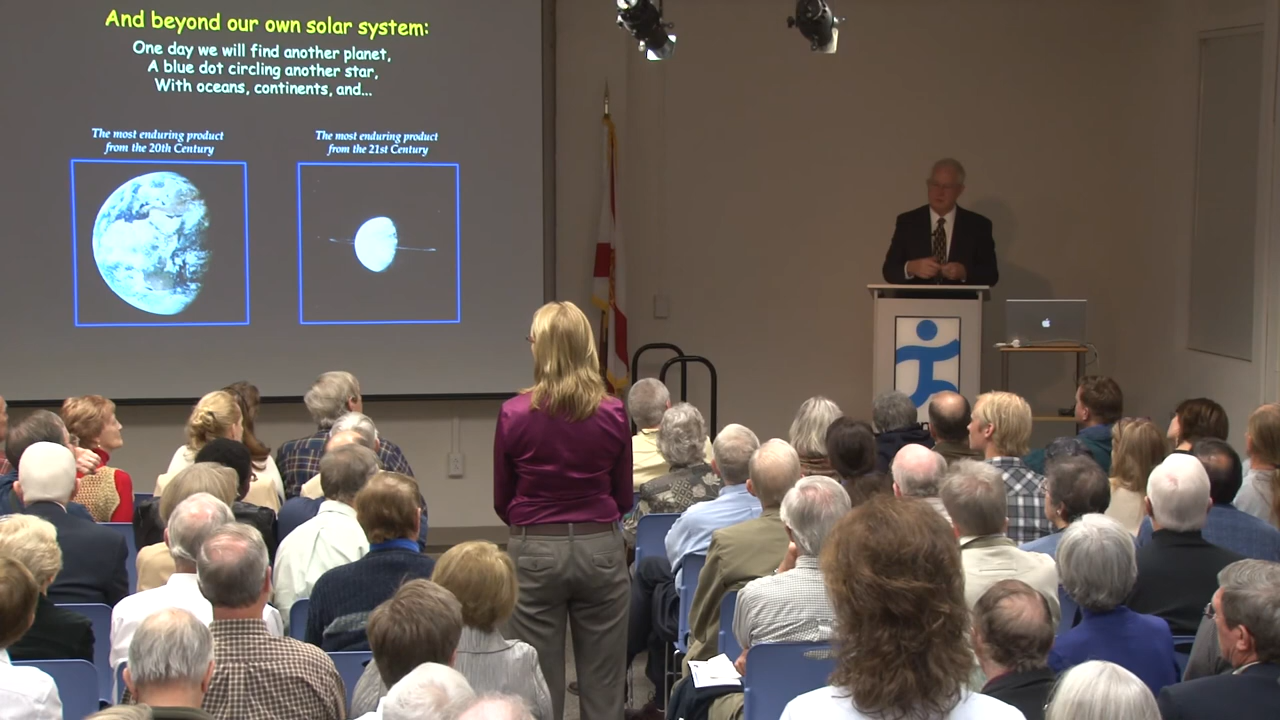 And beyond our own solar system:
One day we will find another planet,
A blue dot circling another star,
With oceans, continents, and...
The most enduring product
from the 20th Century
The most enduring product
from the 21st Century